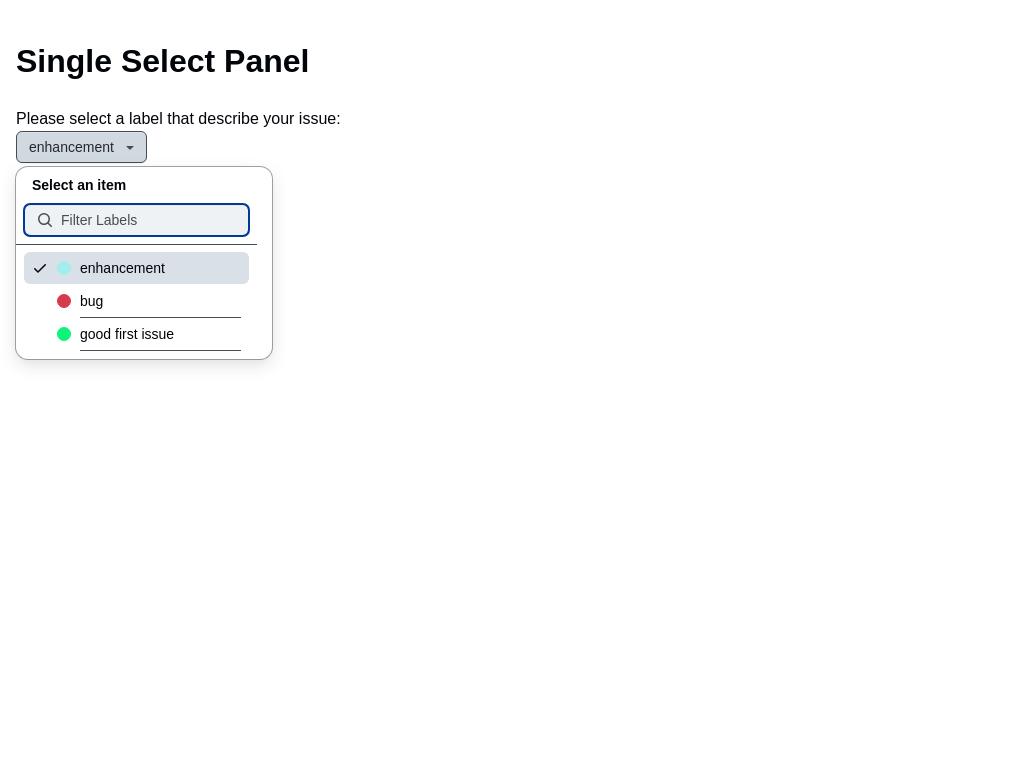 Single Select Panel
Please select a label that describe your issue:
enhancement
Select an item
Filter Labels
enhancement
bug
good first issue